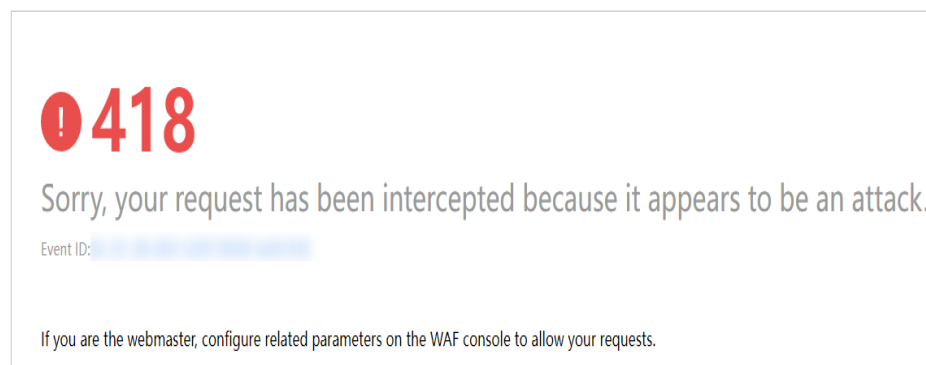 418
Sorry, your request has been intercepted because it appears to be an attack.
Event ID:
If you are the webmaster, configure related parameters on the WAF console to allow your requests.